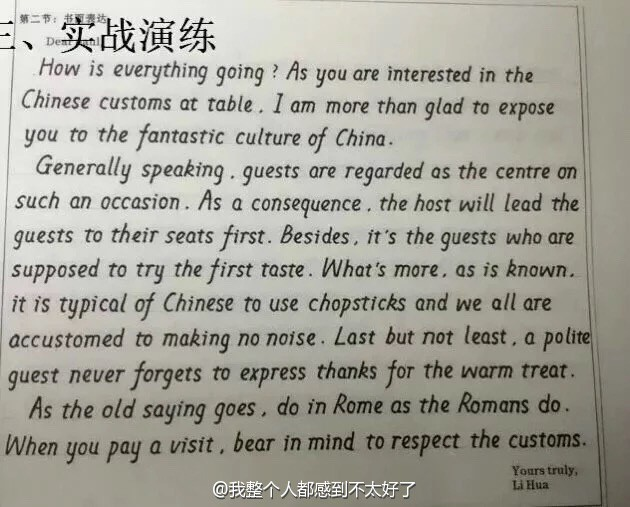 第二节：书面表达
三、实战演练
Dear
How is everything going? As you are interested in the
Chinese customs at table, I am more than glad to expose
you to the fantastic culture of China.
Generally speaking, guests are regarded as the centre on
such an occasion. As a consequence, the host will lead the
guests to their seats first. Besides, it's the guests who are
supposed to try the first taste. What's more, as is known,
it is typical of Chinese to use chopsticks and we all are
accustomed to making no noise. Last but not least, a polite
guest never forgets to express thanks for the warm treat.
As the old saying goes, do in Rome as the Romans do.
When you pay a visit, bear in mind to respect the customs.
Yours truly,
Li Hua
@我整个人都感到不太好了